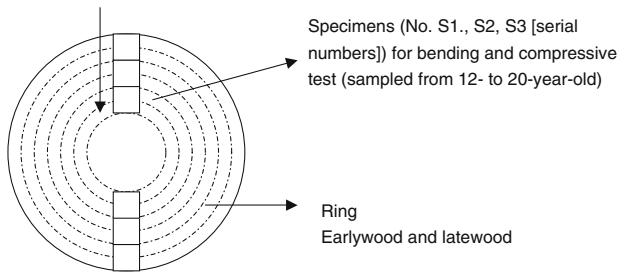 Specimens (No. S1., S2, S3 [serial
numbers]) for bending and compressive
test (sampled from 12- to 20-year-old)
Ring
Earlywood and latewood